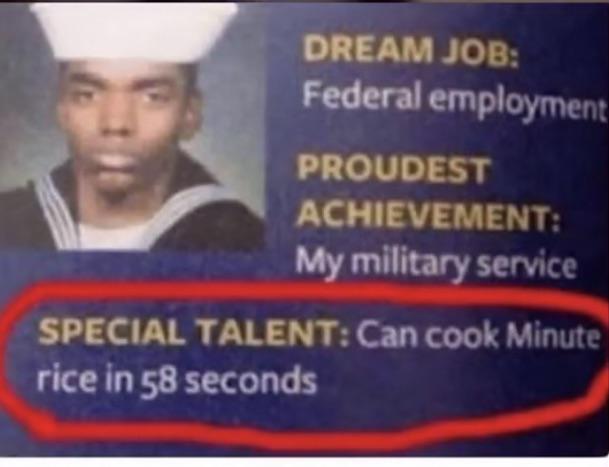 DREAM JOB:
Federal employment
PROUDEST
ACHIEVEMENT:
My military service
SPECIAL TALENT: Can cook Minute
rice in 58 seconds